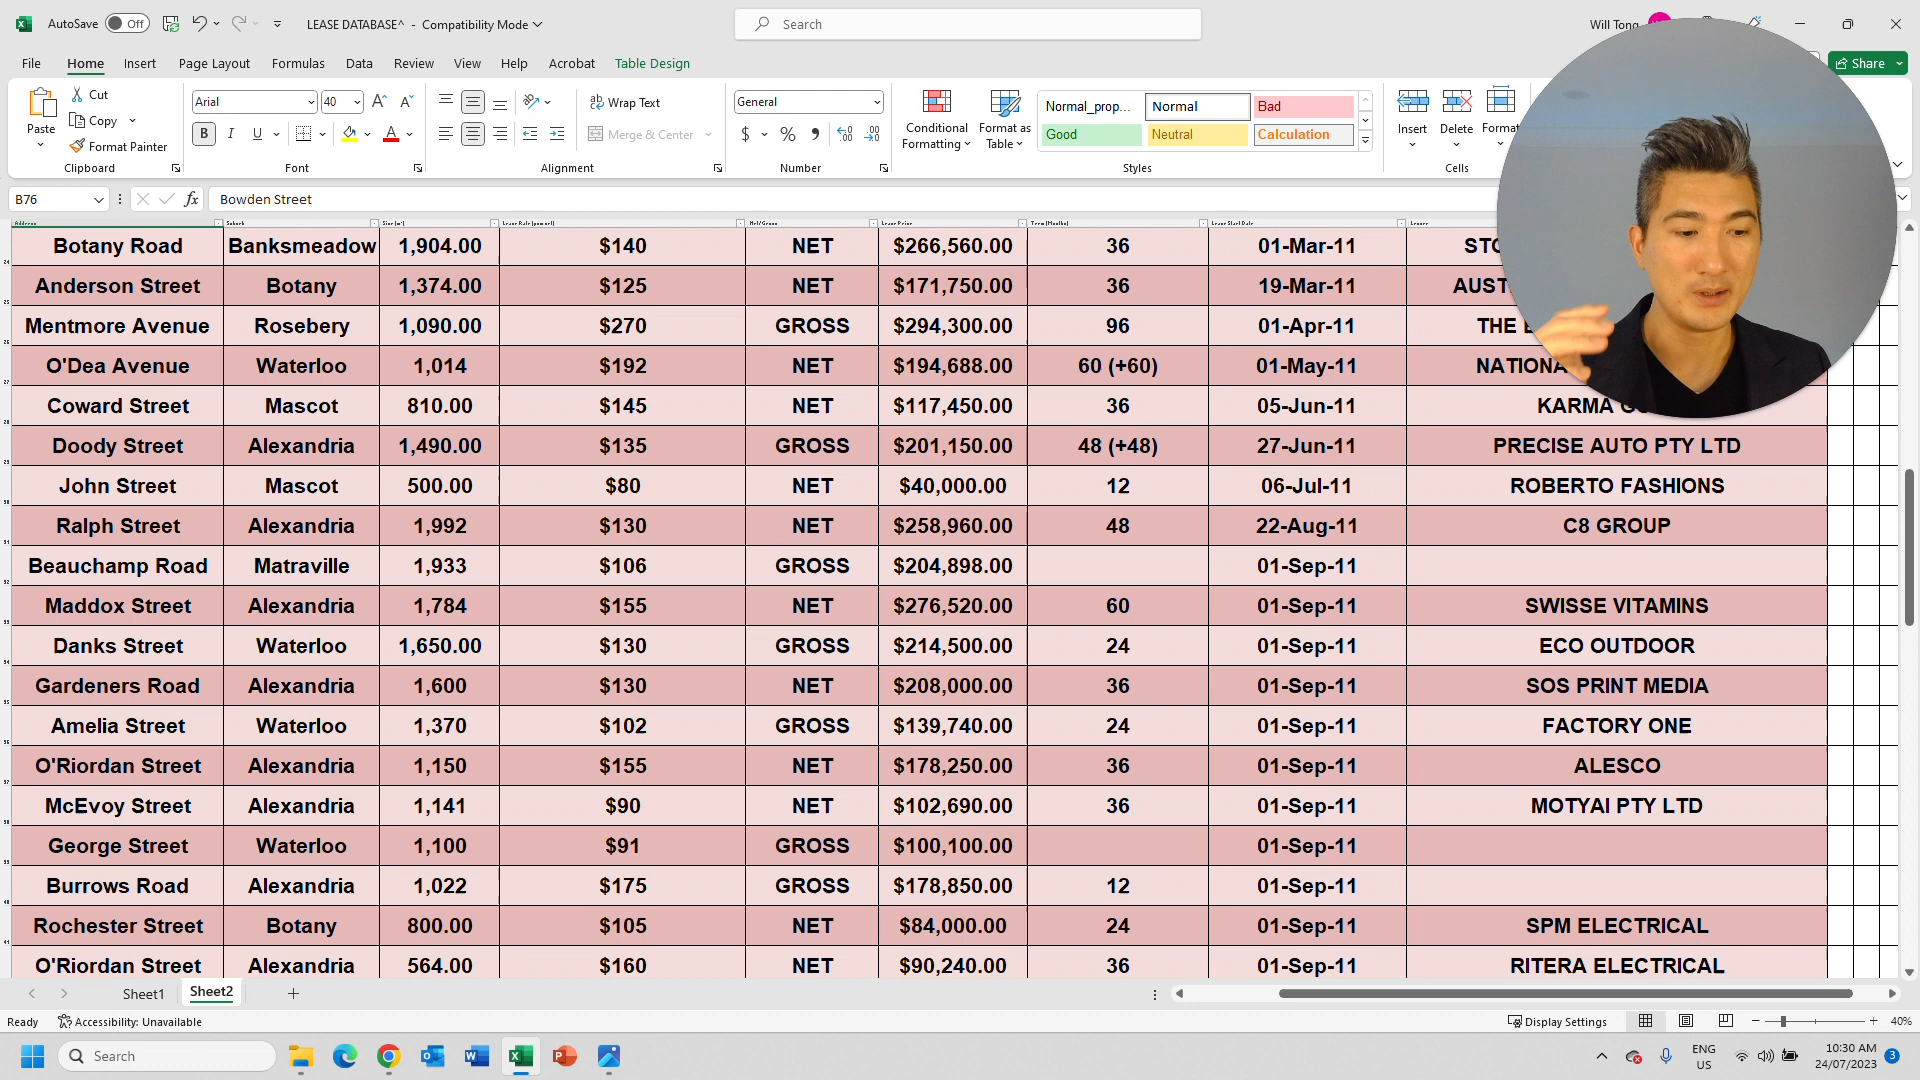 AutoSave Off LEASE DATABASE^ - Compatibility Mode Search Will Tong
File Home Insert Page Layout Formulas Data Review View Help Acrobat Table Design Share
Paste Cut Copy Format Painter Clipboard
Arial 40 B I U Font
Wrap Text Merge & Center Alignment
General $ % Number
Conditional Formatting Format as Table
Normal_prop... Normal Bad
Good Neutral Calculation
Styles
Insert Delete Format
Cells
B76 fx Bowden Street
Address Suburb Size (m²) Net/Gross Lease Price Term (Months) Lease Start Date Lessee
Botany Road Banksmeadow 1,904.00 $140 NET $266,560.00 36 01-Mar-11
Anderson Street Botany 1,374.00 $125 NET $171,750.00 36 19-Mar-11
Mentmore Avenue Rosebery 1,090.00 $270 GROSS $294,300.00 96 01-Apr-11 THE
O'Dea Avenue Waterloo 1,014 $192 NET $194,688.00 60 (+60) 01-May-11 NATIONA
Coward Street Mascot 810.00 $145 NET $117,450.00 36 05-Jun-11 KARMA
Doody Street Alexandria 1,490.00 $135 GROSS $201,150.00 48 (+48) 27-Jun-11 PRECISE AUTO PTY LTD
John Street Mascot 500.00 $80 NET $40,000.00 12 06-Jul-11 ROBERTO FASHIONS
Ralph Street Alexandria 1,992 $130 NET $258,960.00 48 22-Aug-11 C8 GROUP
Beauchamp Road Matraville 1,933 $106 GROSS $204,898.00 01-Sep-11
Maddox Street Alexandria 1,784 $155 NET $276,520.00 60 01-Sep-11 SWISSE VITAMINS
Danks Street Waterloo 1,650.00 $130 GROSS $214,500.00 24 01-Sep-11 ECO OUTDOOR
Gardeners Road Alexandria 1,600 $130 NET $208,000.00 36 01-Sep-11 SOS PRINT MEDIA
Amelia Street Waterloo 1,370 $102 GROSS $139,740.00 24 01-Sep-11 FACTORY ONE
O'Riordan Street Alexandria 1,150 $155 NET $178,250.00 36 01-Sep-11 ALESCO
McEvoy Street Alexandria 1,141 $90 NET $102,690.00 36 01-Sep-11 MOTYAI PTY LTD
George Street Waterloo 1,100 $91 GROSS $100,100.00 01-Sep-11
Burrows Road Alexandria 1,022 $175 GROSS $178,850.00 12 01-Sep-11
Rochester Street Botany 800.00 $105 NET $84,000.00 24 01-Sep-11 SPM ELECTRICAL
O'Riordan Street Alexandria 564.00 $160 NET $90,240.00 36 01-Sep-11 RITERA ELECTRICAL
Sheet1 Sheet2
Ready Accessibility: Unavailable Display Settings 40%
Search ENG US 10:30 AM 24/07/2023 3